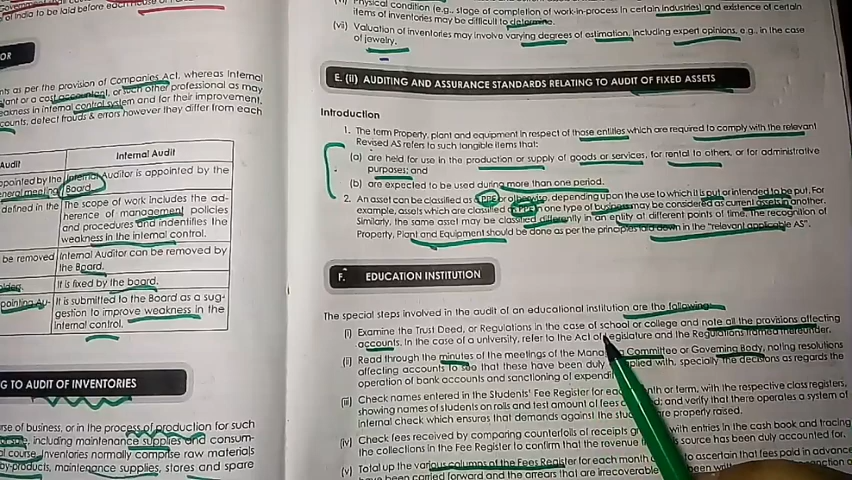 of India to be laid before each House of
OR
nts as per the provision of Companies Act, whereas Internal
lant or a cost accountant, or such other professional as may
eakness in internal control system and for their improvement.
counts, detect frauds & errors however they differ from each
Audit
Internal Audit
ppointed by the
eneral meeting
Internal Auditor is appointed by the
Board.
defined in the
The scope of work includes the ad-
herence of management policies
and procedures and indentifies the
weakness in the internal control.
be removed
Internal Auditor can be removed by
the Board.
olders.
It is fixed by the board.
pointing Au-
It is submitted to the Board as a sug-
gestion to improve weakness in the
internal control.
NG TO AUDIT OF INVENTORIES
rse of business, or in the process of production for such
, including maintenance supplies and consum-
l course. Inventories normally comprise raw materials
by-products, maintenance supplies, stores and spare
(vi) Physical condition (e.g., stage of completion of work-in-process in certain industries) and existence of certain
items of inventories may be difficult to determine.
(vii) Valuation of inventories may involve varying degrees of estimation, including expert opinions, e.g., in the case
of jewelry.
E. (ii) AUDITING AND ASSURANCE STANDARDS RELATING TO AUDIT OF FIXED ASSETS
Introduction
1. The term Property, plant and equipment in respect of those entities which are required to comply with the relevant
Revised AS refers to such tangible items that:
(a) are held for use in the production or supply of goods or services, for rental to others, or for administrative
purposes; and
(b) are expected to be used during more than one period.
2. An asset can be classified as PPE or otherwise, depending upon the use to which it is put or intended to be put. For
example, assets which are classified as PPE in one type of business may be considered as current assets in another.
Similarly, the same asset may be classified differently in an entity at different points of time. The recognition of
Property, Plant and Equipment should be done as per the principles laid down in the "relevant applicable AS".
F. EDUCATION INSTITUTION
The special steps involved in the audit of an educational institution are the following:
(i) Examine the Trust Deed, or Regulations in the case of school or college and note all the provisions affecting
accounts. In the case of a university, refer to the Act of Legislature and the Regulations framed thereunder.
(ii) Read through the minutes of the meetings of the Committee or Governing Body, noting resolutions
affecting accounts to see that these have been duly with, specially the decisions as regards the
operation of bank accounts and sanctioning of
(iii) Check names entered in the Students' Fee Register for each or term, with the respective class registers,
showing names of students on rolls and test amount of fees and verify that there operates a system of
internal check which ensures that demands against the are properly raised.
(iv) Check fees received by comparing counterfoils of receipts with entries in the cash book and tracing
the collections in the Fee Register to confirm that the revenue source has been duly accounted for.
(v) Total up the various columns of the Fees Register for each month to ascertain that fees paid in advance
have been carried forward and the arrears that are irrecoverable been